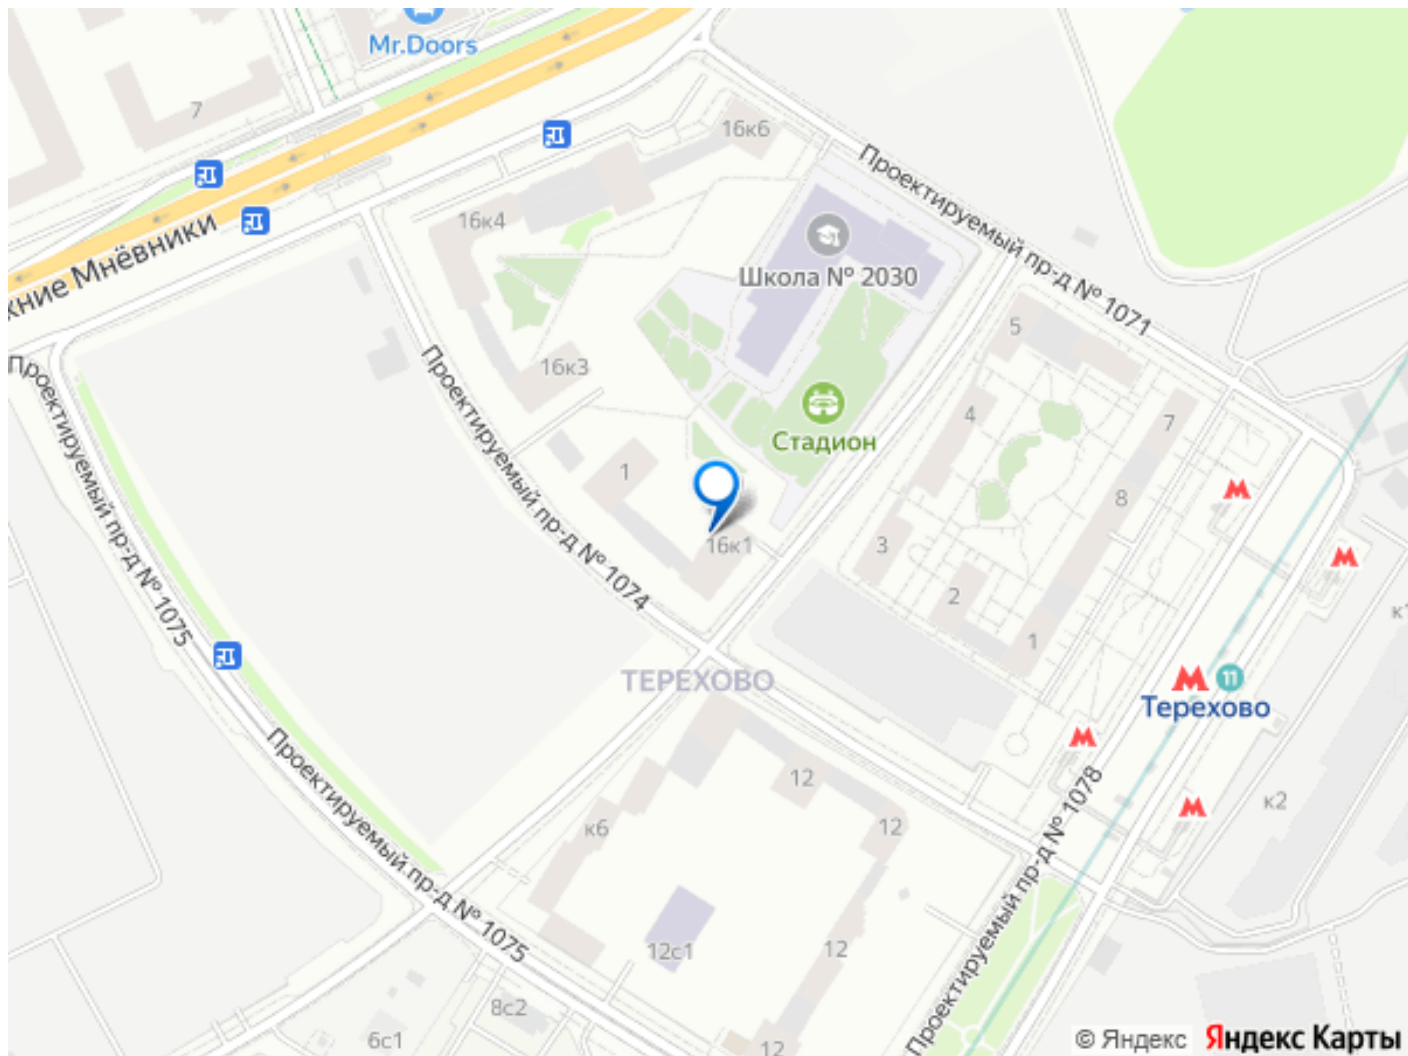 Mr.Doors
7
16к6
Проектируемый пр-д № 1071
16к4
Школа № 2030
хние Мнёвники
5
16к3
Проектируемый пр-д № 1075
Проектируемый пр-д № 1074
4
7
Стадион
1
8
16к1
3
2
1
к1
ТЕРЕХОВО
11
Терехово
Проектируемый пр-д № 1075
12
Проектируемый пр-д № 1078
к2
к6
12
12с1
12
8с2
6с1
12
© Яндекс Яндекс Карты